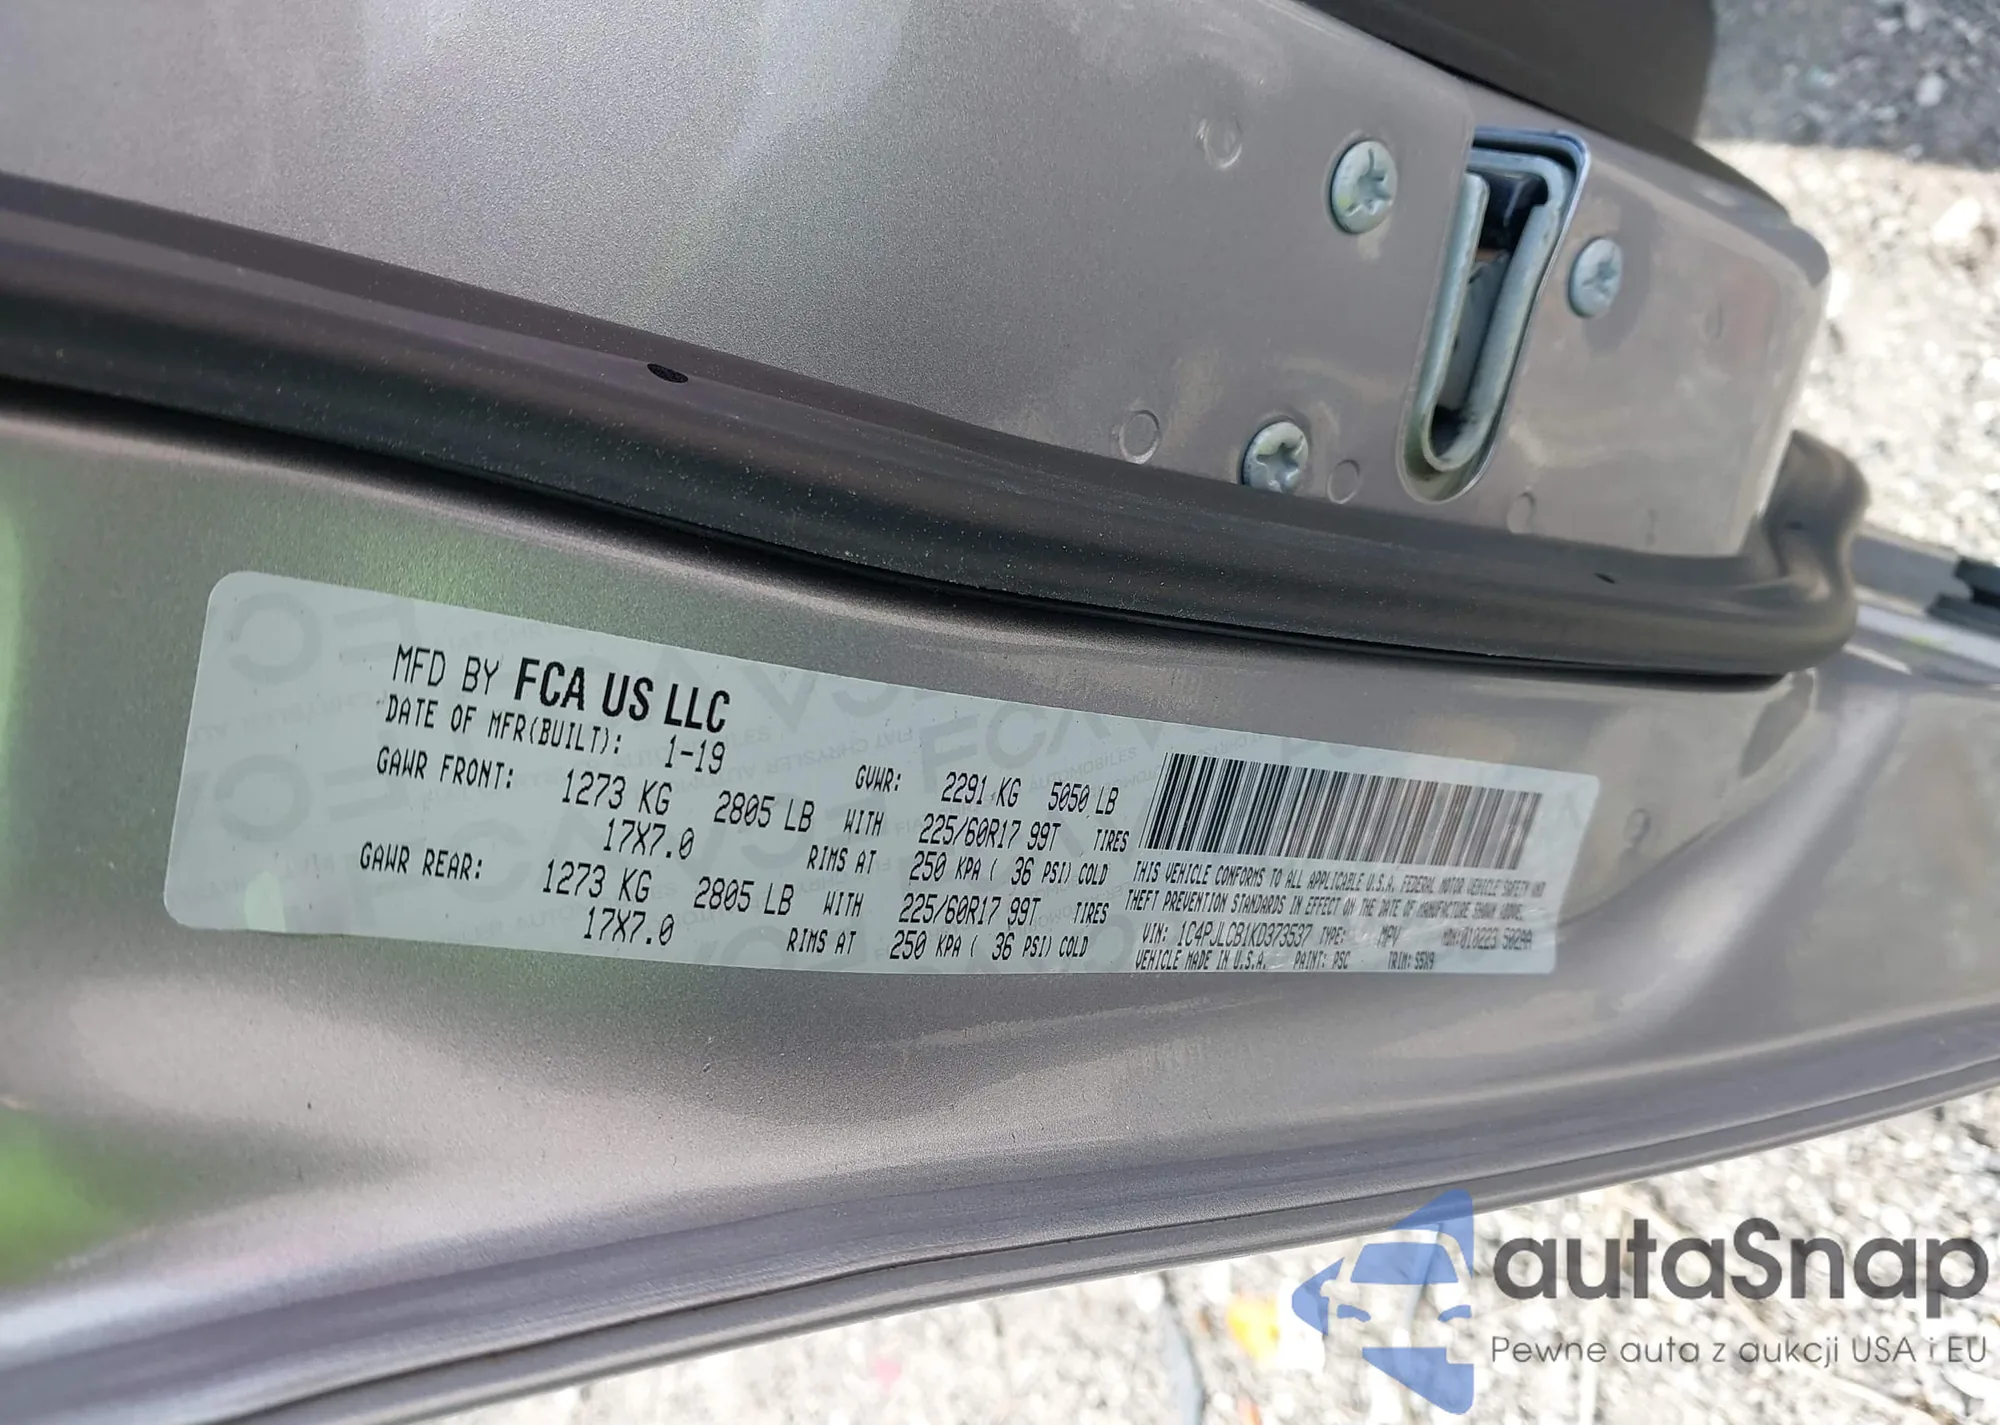 MFD BY FCA US LLC
DATE OF MFR(BUILT): 1-19
GVWR: 2291 KG 5050 LB
GAWR FRONT: 1273 KG 2805 LB WITH 225/60R17 99T TIRES
17X7.0 RIMS AT 250 KPA ( 36 PSI) COLD
GAWR REAR: 1273 KG 2805 LB WITH 225/60R17 99T TIRES
17X7.0 RIMS AT 250 KPA ( 36 PSI) COLD
THIS VEHICLE CONFORMS TO ALL APPLICABLE U.S.A. FEDERAL MOTOR VEHICLE SAFETY AND
THEFT PREVENTION STANDARDS IN EFFECT ON THE DATE OF MANUFACTURE SHOWN ABOVE.
VIN: 1C4PJLCB1KD373537 TYPE: MPV
VEHICLE MADE IN U.S.A. PAINT: PSC TRIM: S5X9
autaSnap
Pewne auta z aukcji USA i EU